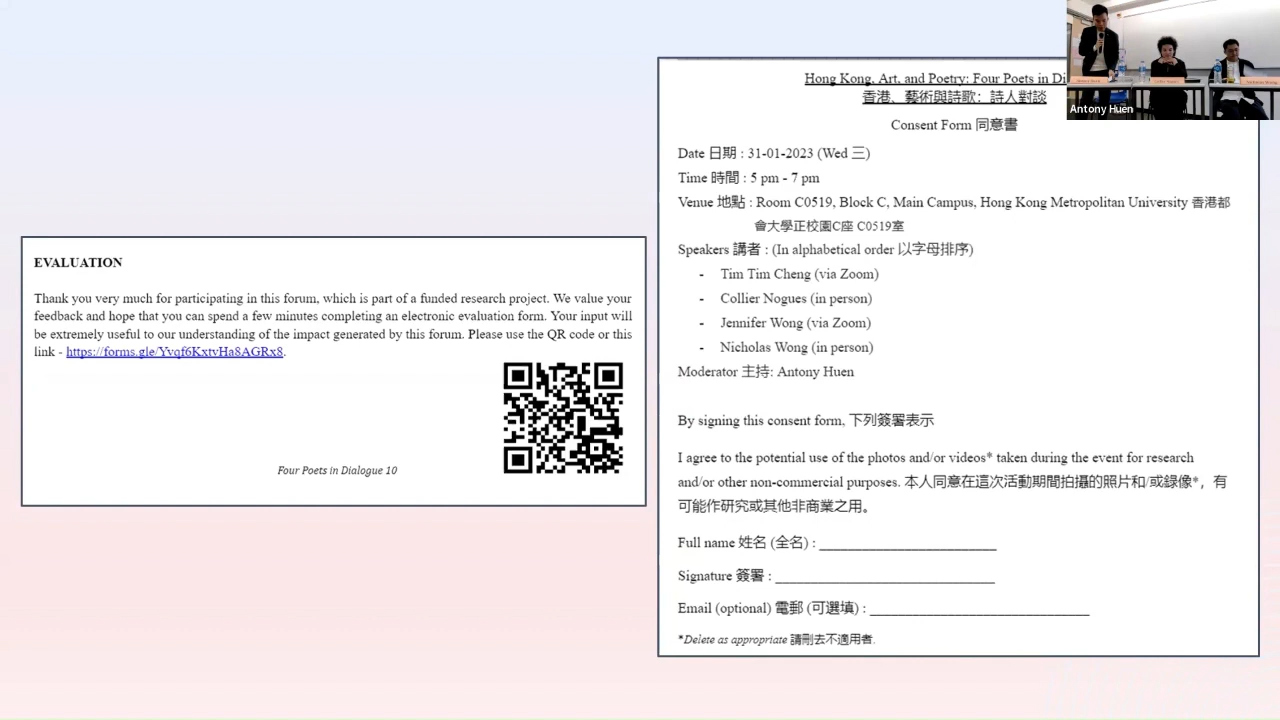 EVALUATION
Thank you very much for participating in this forum, which is part of a funded research project. We value your
feedback and hope that you can spend a few minutes completing an electronic evaluation form. Your input will
be extremely useful to our understanding of the impact generated by this forum. Please use the QR code or this
link - https://forms.gle/Yvqf6KxtvHa8AGRx8.
Four Poets in Dialogue 10
Hong Kong, Art, and Poetry: Four Poets in Di
香港、藝術與詩歌：詩人對談
Consent Form 同意書
Date 日期 : 31-01-2023 (Wed 三)
Time 時間 : 5 pm - 7 pm
Venue 地點 : Room C0519, Block C, Main Campus, Hong Kong Metropolitan University 香港都
會大學正校園C座 C0519室
Speakers 講者 : (In alphabetical order 以字母排序)
- Tim Tim Cheng (via Zoom)
- Collier Nogues (in person)
- Jennifer Wong (via Zoom)
- Nicholas Wong (in person)
Moderator 主持: Antony Huen
By signing this consent form, 下列簽署表示
I agree to the potential use of the photos and/or videos* taken during the event for research
and/or other non-commercial purposes. 本人同意在這次活動期間拍攝的照片和/或錄像*，有
可能作研究或其他非商業之用。
Full name 姓名 (全名) : ___________________________
Signature 簽署 : _________________________________
Email (optional) 電郵 (可選填) : _________________________________
*Delete as appropriate 請刪去不適用者.
Antony Huen